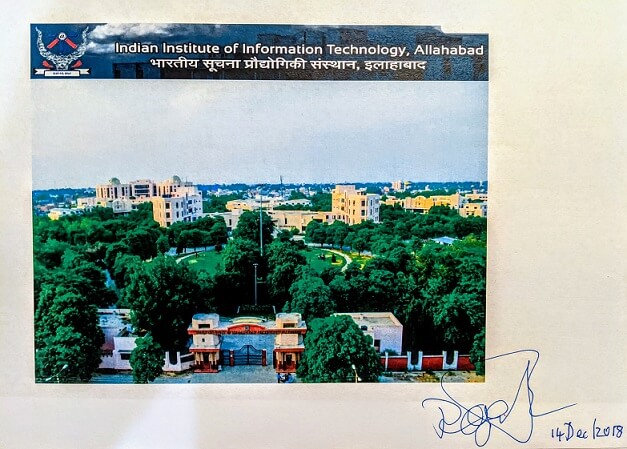 Indian Institute of Information Technology, Allahabad
भारतीय सूचना प्रौद्योगिकी संस्थान, इलाहाबाद
14 Dec/2018